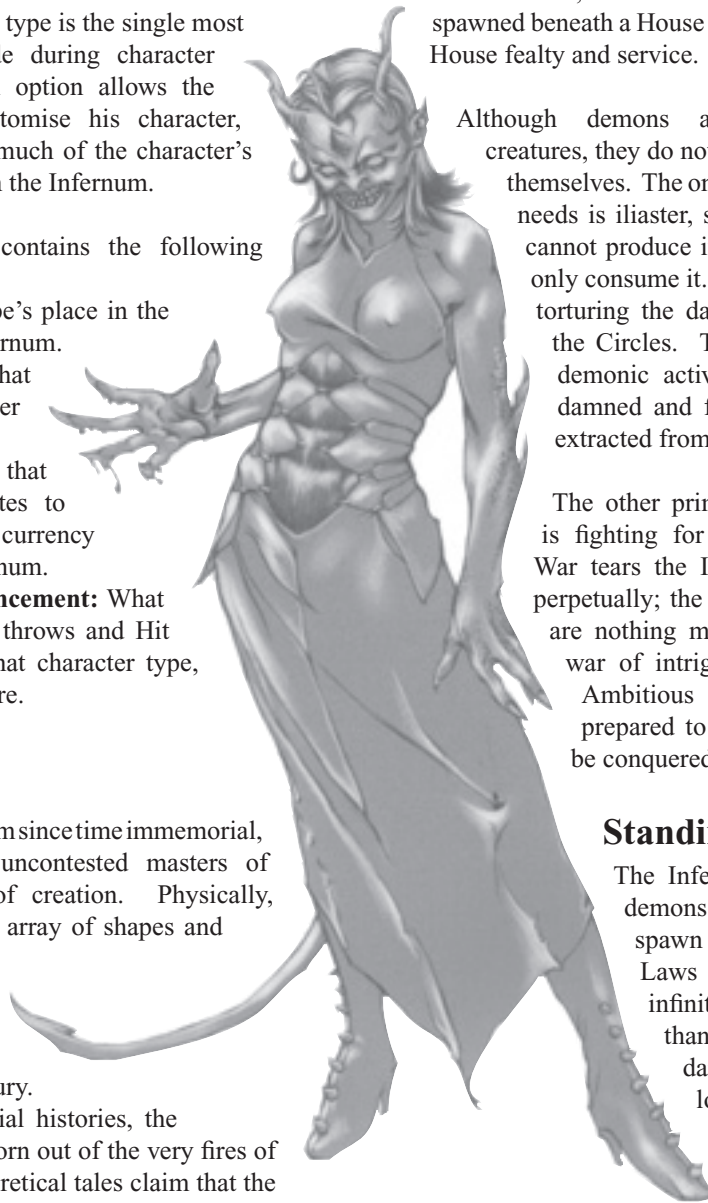 type is the single most
during character
option allows the
tomise his character,
much of the character's
the Infernum.
contains the following
place in the
ernum.
hat
er
that
tes to
currency
num.
ncement: What
throws and Hit
hat character type,
re.
m since time immemorial,
uncontested masters of
of creation. Physically,
array of shapes and
ury.
ial histories, the
orn out of the very fires of
retical tales claim that the
spawned beneath a House
House fealty and service.
Although demons a
creatures, they do no
themselves. The on
needs is iliaster, s
cannot produce i
only consume it.
torturing the da
the Circles. T
demonic activ
damned and f
extracted from
The other prin
is fighting for
War tears the I
perpetually; the
are nothing m
war of intrig
Ambitious
prepared to
be conquered
Standi
The Infe
demons
spawn
Laws
infinit
than
da
lo